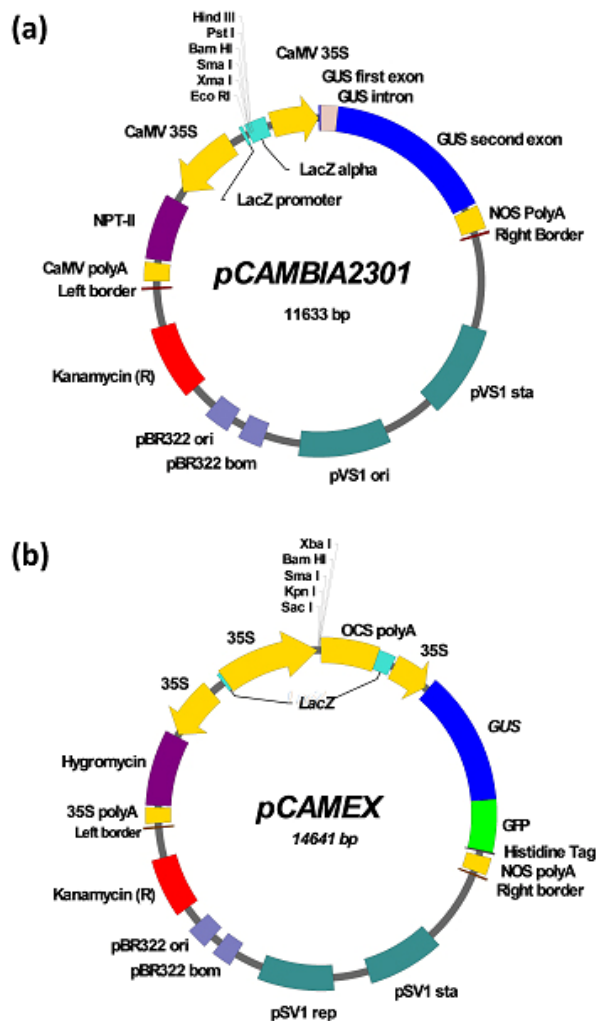 (a)
Hind III
Pst I
Bam HI
Sma I
Xma I
Eco RI
CaMV 35S
GUS first exon
GUS intron
CaMV 35S
GUS second exon
LacZ alpha
LacZ promoter
NPT-II
NOS PolyA
Right Border
CaMV polyA
Left border
pCAMBIA2301
11633 bp
Kanamycin (R)
pVS1 sta
pBR322 ori
pBR322 bom
pVS1 ori
(b)
Xba I
Bam HI
Sma I
Kpn I
Sac I
OCS polyA
35S
35S
35S
LacZ
GUS
Hygromycin
pCAMEX
14641 bp
35S polyA
Left border
GFP
Histidine Tag
NOS polyA
Right border
Kanamycin (R)
pBR322 ori
pBR322 bom
pSV1 sta
pSV1 rep